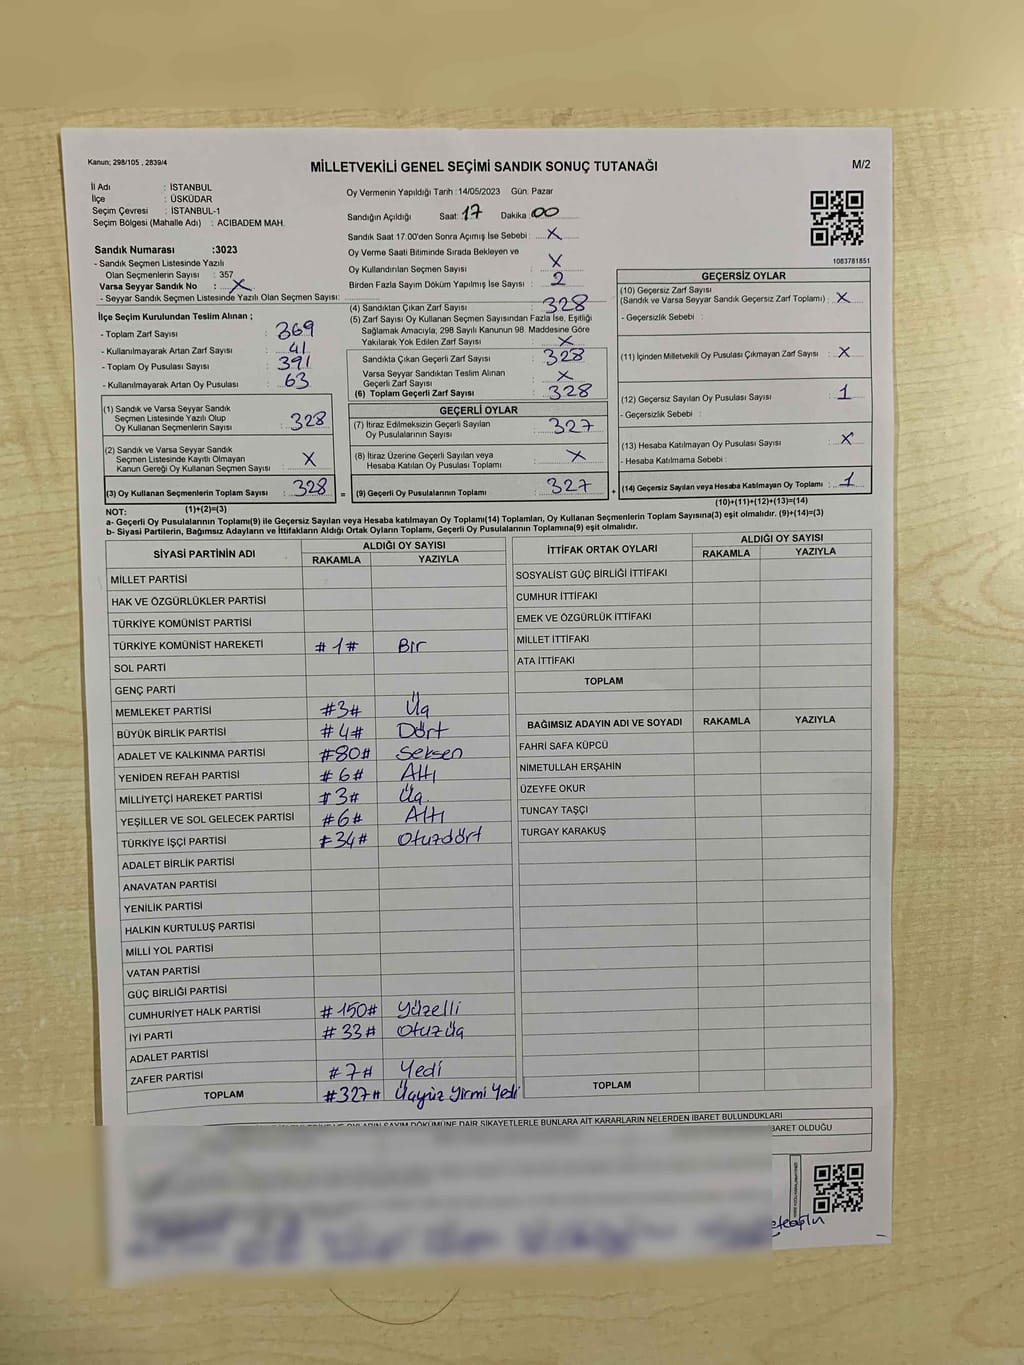 Kanun; 298/105 , 2839/4
MİLLETVEKİLİ GENEL SEÇİMİ SANDIK SONUÇ TUTANAĞI
M/2
İl Adı : İSTANBUL
İlçe : ÜSKÜDAR
Seçim Çevresi : İSTANBUL-1
Seçim Bölgesi (Mahalle Adı) : ACIBADEM MAH.
Oy Vermenin Yapıldığı Tarih :14/05/2023 Gün: Pazar
Sandığın Açıldığı Saat: 17 Dakika: 00
Sandık Saat 17.00'den Sonra Açımış İse Sebebi : X
Oy Verme Saati Bitiminde Sırada Bekleyen ve
Oy Kullandırılan Seçmen Sayısı : X
Birden Fazla Sayım Döküm Yapılmış İse Sayısı : 2
1083781851
Sandık Numarası :3023
- Sandık Seçmen Listesinde Yazılı
Olan Seçmenlerin Sayısı : 357
Varsa Seyyar Sandık No : X
- Seyyar Sandık Seçmen Listesinde Yazılı Olan Seçmen Sayısı:
İlçe Seçim Kurulundan Teslim Alınan ;
- Toplam Zarf Sayısı : 369
- Kullanılmayarak Artan Zarf Sayısı : 41
- Toplam Oy Pusulası Sayısı : 391
- Kullanılmayarak Artan Oy Pusulası : 63
(1) Sandık ve Varsa Seyyar Sandık
Seçmen Listesinde Yazılı Olup
Oy Kullanan Seçmenlerin Sayısı : 328
(2) Sandık ve Varsa Seyyar Sandık
Seçmen Listesinde Kayıtlı Olmayan
Kanun Gereği Oy Kullanan Seçmen Sayısı : X
(3) Oy Kullanan Seçmenlerin Toplam Sayısı : 328 =
(1)+(2)=(3)
(4) Sandıktan Çıkan Zarf Sayısı : 328
(5) Zarf Sayısı Oy Kullanan Seçmen Sayısından Fazla İse, Eşitliği
Sağlamak Amacıyla, 298 Sayılı Kanunun 98. Maddesine Göre
Yakılarak Yok Edilen Zarf Sayısı : X
Sandıkta Çıkan Geçerli Zarf Sayısı : 328
Varsa Seyyar Sandıktan Teslim Alınan
Geçerli Zarf Sayısı : X
(6) Toplam Geçerli Zarf Sayısı : 328
GEÇERLİ OYLAR
(7) İtiraz Edilmeksizin Geçerli Sayılan
Oy Pusulalarının Sayısı : 327
(8) İtiraz Üzerine Geçerli Sayılan veya
Hesaba Katılan Oy Pusulası Toplamı : X
(9) Geçerli Oy Pusulalarının Toplamı : 327 +
GEÇERSİZ OYLAR
(10) Geçersiz Zarf Sayısı
(Sandık ve Varsa Seyyar Sandık Geçersiz Zarf Toplamı) : X
- Geçersizlik Sebebi :
(11) İçinden Milletvekili Oy Pusulası Çıkmayan Zarf Sayısı : X
(12) Geçersiz Sayılan Oy Pusulası Sayısı : 1
- Geçersizlik Sebebi :
(13) Hesaba Katılmayan Oy Pusulası Sayısı : X
- Hesaba Katılmama Sebebi :
(14) Geçersiz Sayılan veya Hesaba Katılmayan Oy Toplamı : 1
(10)+(11)+(12)+(13)=(14)
NOT:
a- Geçerli Oy Pusulalarının Toplamı(9) ile Geçersiz Sayılan veya Hesaba katılmayan Oy Toplamı(14) Toplamları, Oy Kullanan Seçmenlerin Toplam Sayısına(3) eşit olmalıdır. (9)+(14)=(3)
b- Siyasi Partilerin, Bağımsız Adayların ve İttifakların Aldığı Ortak Oyların Toplamı, Geçerli Oy Pusulalarının Toplamına(9) eşit olmalıdır.
SİYASİ PARTİNİN ADI ALDIĞI OY SAYISI
RAKAMLA YAZIYLA
MİLLET PARTİSİ
HAK VE ÖZGÜRLÜKLER PARTİSİ
TÜRKİYE KOMÜNİST PARTİSİ
TÜRKİYE KOMÜNİST HAREKETİ #1# Bir
SOL PARTİ
GENÇ PARTİ
MEMLEKET PARTİSİ #3# Üç
BÜYÜK BİRLİK PARTİSİ #4# Dört
ADALET VE KALKINMA PARTİSİ #80# Seksen
YENİDEN REFAH PARTİSİ #6# Altı
MİLLİYETÇİ HAREKET PARTİSİ #3# Üç
YEŞİLLER VE SOL GELECEK PARTİSİ #6# Altı
TÜRKİYE İŞÇİ PARTİSİ #34# Otuzdört
ADALET BİRLİK PARTİSİ
ANAVATAN PARTİSİ
YENİLİK PARTİSİ
HALKIN KURTULUŞ PARTİSİ
MİLLİ YOL PARTİSİ
VATAN PARTİSİ
GÜÇ BİRLİĞİ PARTİSİ
CUMHURİYET HALK PARTİSİ #150# Yüzelli
İYİ PARTİ #33# Otuzüç
ADALET PARTİSİ
ZAFER PARTİSİ #7# Yedi
TOPLAM #327# Üçyüz Yirmi Yedi
İTTİFAK ORTAK OYLARI ALDIĞI OY SAYISI
RAKAMLA YAZIYLA
SOSYALİST GÜÇ BİRLİĞİ İTTİFAKI
CUMHUR İTTİFAKI
EMEK VE ÖZGÜRLÜK İTTİFAKI
MİLLET İTTİFAKI
ATA İTTİFAKI
TOPLAM
BAĞIMSIZ ADAYIN ADI VE SOYADI RAKAMLA YAZIYLA
FAHRİ SAFA KÜPCÜ
NİMETULLAH ERŞAHİN
ÜZEYFE OKUR
TUNCAY TAŞÇI
TURGAY KARAKUŞ
TOPLAM
SAYIM DÖKÜMÜNE DAİR ŞİKAYETLERLE BUNLARA AİT KARARLARIN NELERDEN İBARET BULUNDUKLARI
İBARET OLDUĞU